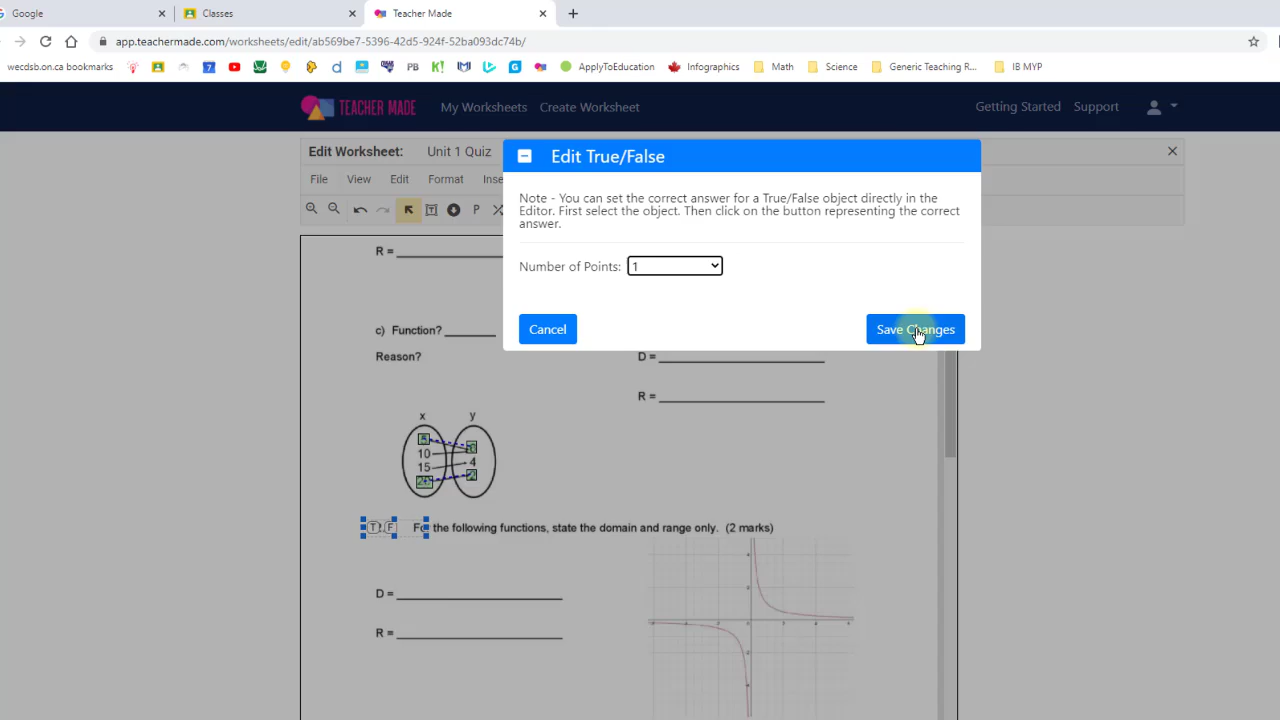 Google
Classes
Teacher Made
app.teachermade.com/worksheets/edit/ab569be7-5396-42d5-924f-52ba093dc74b/
wecdsb.on.ca bookmarks
7
PB
K!
ApplyToEducation
Infographics
Math
Science
Generic Teaching R...
IB MYP
TEACHER MADE
My Worksheets
Create Worksheet
Getting Started
Support
Edit Worksheet:
Unit 1 Quiz
File
View
Edit
Format
T
P
Edit True/False
Note - You can set the correct answer for a True/False object directly in the
Editor. First select the object. Then click on the button representing the correct
answer.
Number of Points:
1
Cancel
Save Changes
R =
c) Function?
Reason?
D =
R =
x
y
10
15
4
2
T
F
the following functions, state the domain and range only. (2 marks)
D =
R =